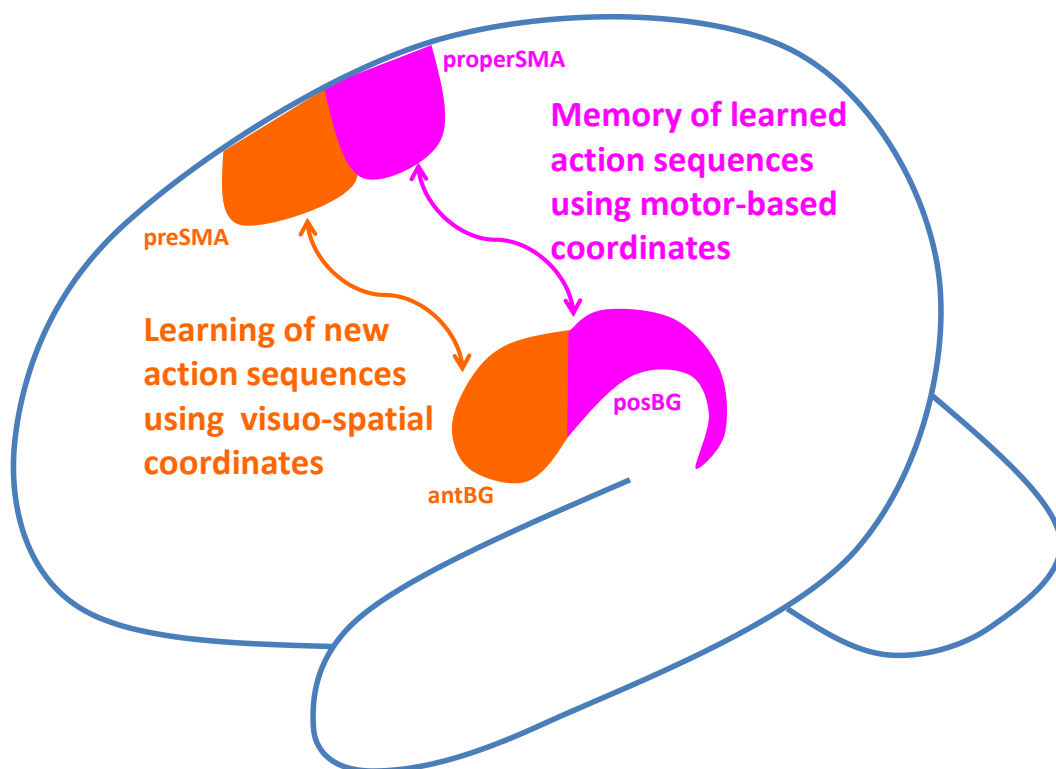 properSMA
Memory of learned
action sequences
using motor-based
coordinates
preSMA
Learning of new
action sequences
using visuo-spatial
coordinates
posBG
antBG